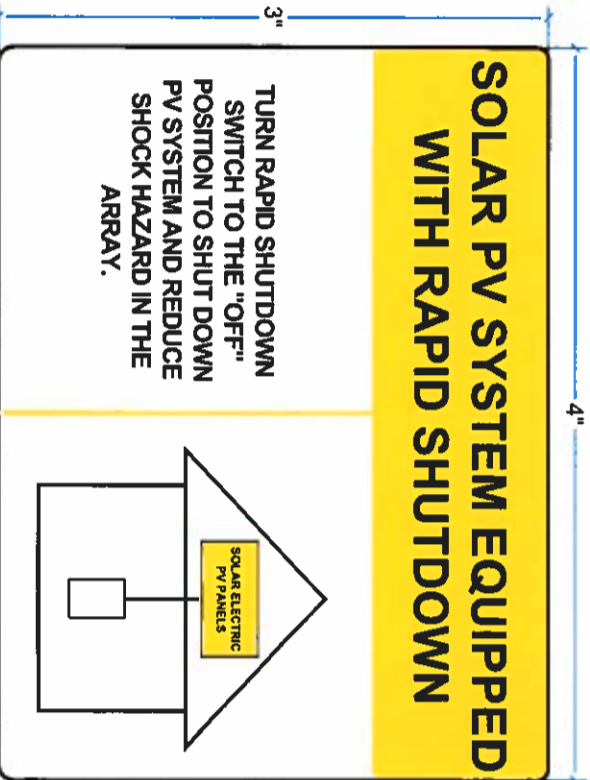 4"
3"
SOLAR PV SYSTEM EQUIPPED
WITH RAPID SHUTDOWN
TURN RAPID SHUTDOWN
SWITCH TO THE "OFF"
POSITION TO SHUT DOWN
PV SYSTEM AND REDUCE
SHOCK HAZARD IN THE
ARRAY.
SOLAR ELECTRIC
PV PANELS